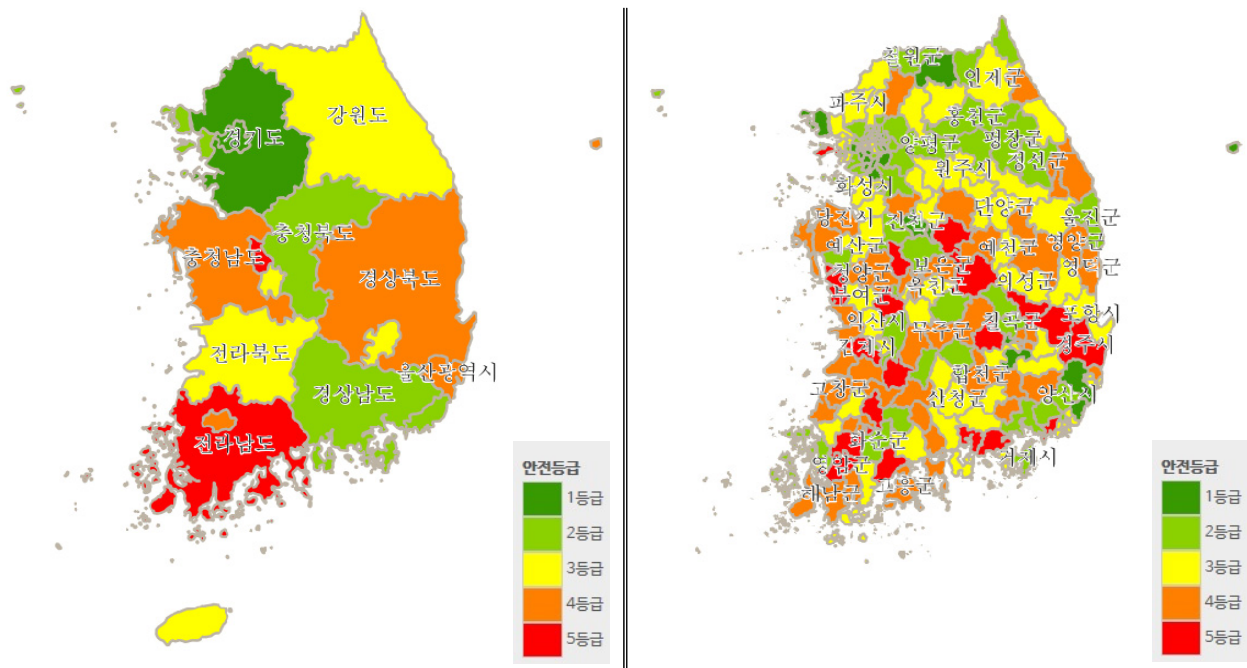 강원도
경기도
충청북도
충청남도
경상북도
전라북도
울산광역시
경상남도
전라남도
안전등급
1등급
2등급
3등급
4등급
5등급
철원군
인제군
파주시
홍천군
양평군
평창군
정선군
원주시
화성시
단양군
당진시
진천군
울진군
예산군
예천군
영양군
청양군
보은군
영덕군
부여군
옥천군
의성군
익산시
무주군
칠곡군
포항시
김제시
경주시
고창군
합천군
산청군
양산시
화순군
거제시
영암군
해남군
고흥군
안전등급
1등급
2등급
3등급
4등급
5등급